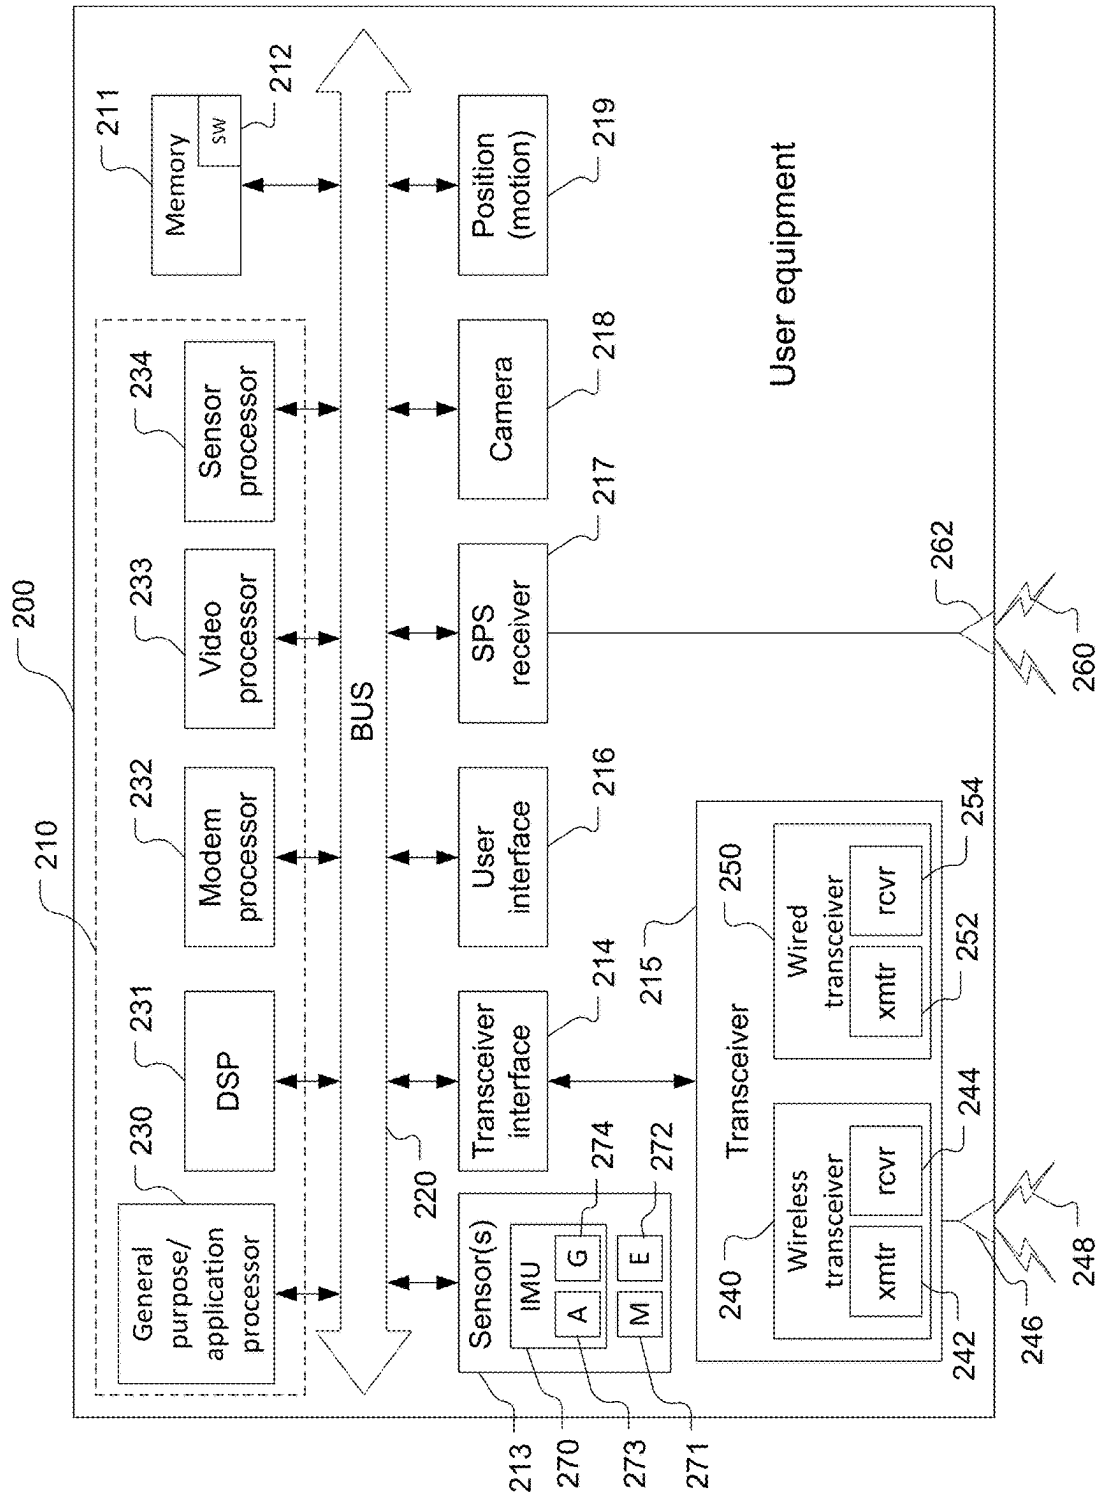 200
210
230
231
232
233
234
211
General
purpose/
application
processor
DSP
Modem
processor
Video
processor
Sensor
processor
Memory
sw
212
BUS
220
Sensor(s)
IMU
A
G
M
E
213
270
273
271
274
272
Transceiver
interface
214
User
interface
216
SPS
receiver
217
Camera
218
Position
(motion)
219
215
Transceiver
240
Wireless
transceiver
xmtr
rcvr
242
244
250
Wired
transceiver
xmtr
rcvr
252
254
246
248
262
260
User equipment